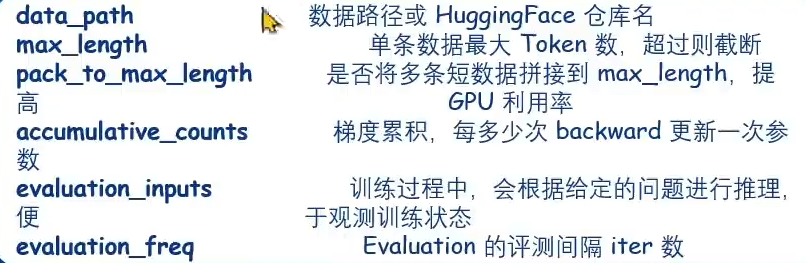 data_path 数据路径或 HuggingFace 仓库名
max_length 单条数据最大 Token 数，超过则截断
pack_to_max_length 是否将多条短数据拼接到 max_length，提
高 GPU 利用率
accumulative_counts 梯度累积，每多少次 backward 更新一次参
数
evaluation_inputs 训练过程中，会根据给定的问题进行推理，
便 于观测训练状态
evaluation_freq Evaluation 的评测间隔 iter 数